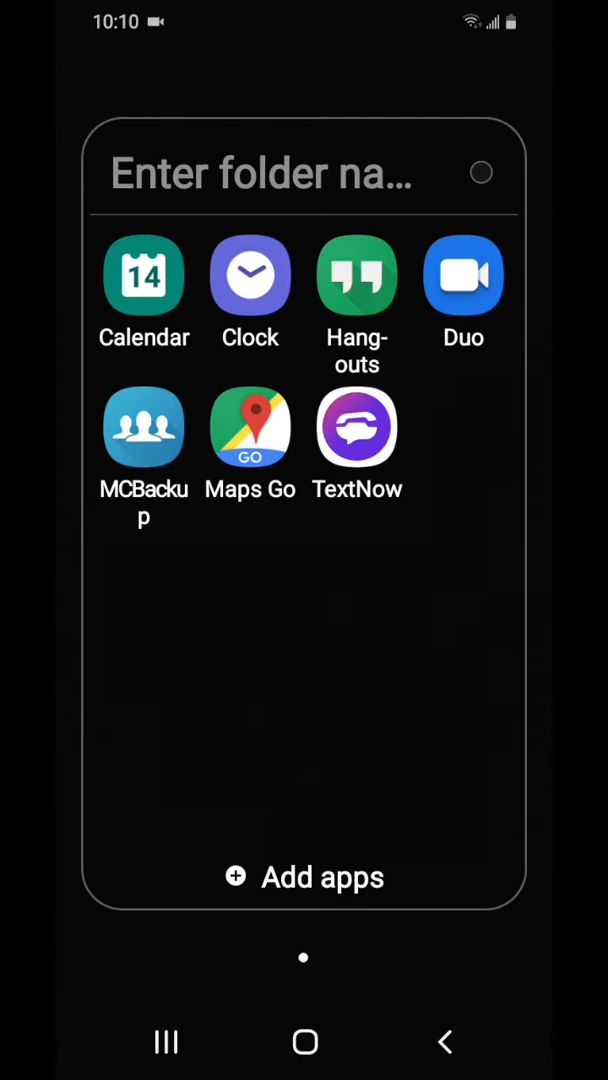 10:10
Enter folder na...
14
Calendar
Clock
Hang-
outs
Duo
GO
MCBacku
p
Maps Go
TextNow
Add apps